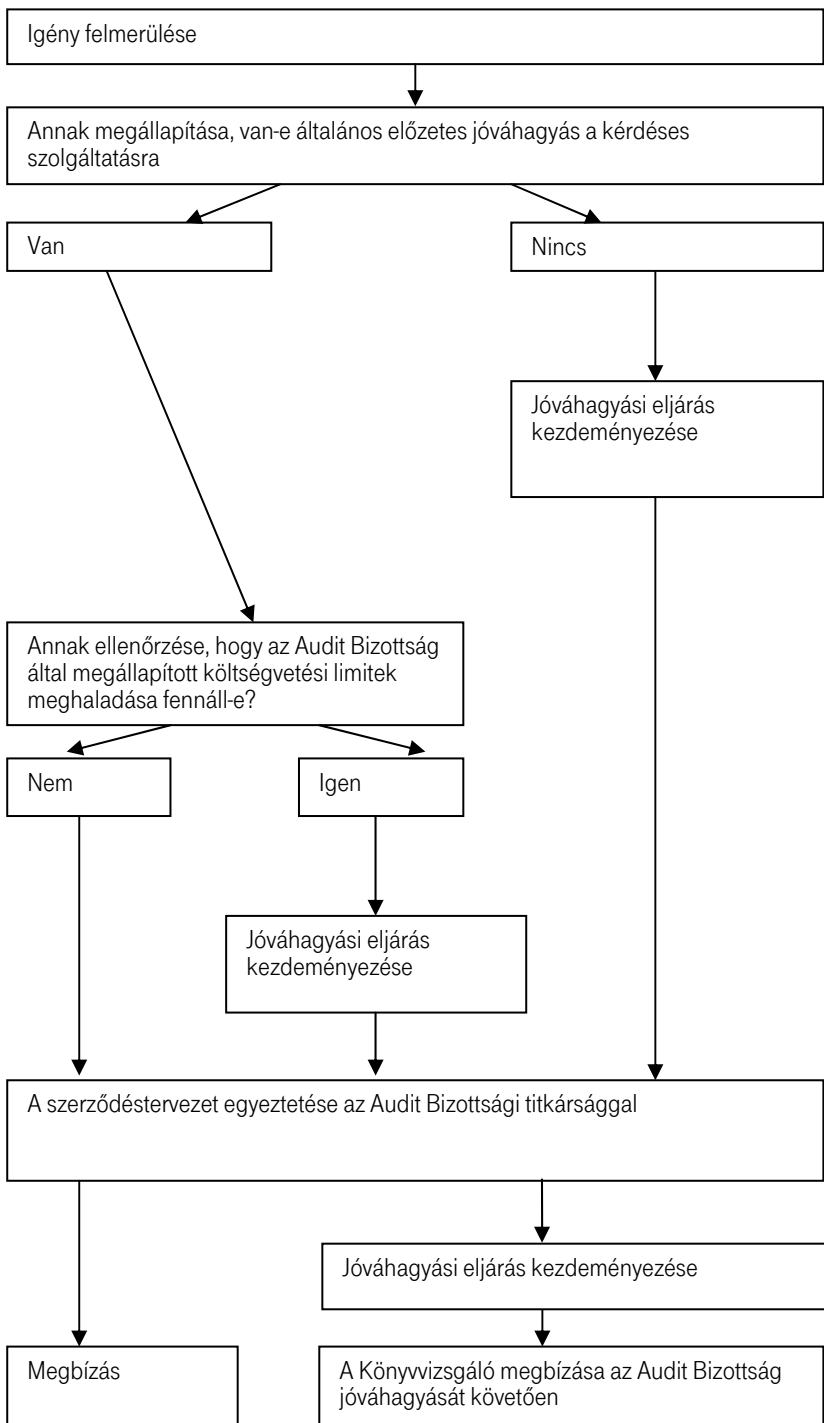 Igény felmerülése
Annak megállapítása, van-e általános előzetes jóváhagyás a kérdéses
szolgáltatásra
Van
Nincs
Jóváhagyási eljárás
kezdeményezése
Annak ellenőrzése, hogy az Audit Bizottság
által megállapított költségvetési limitek
meghaladása fennáll-e?
Nem
Igen
Jóváhagyási eljárás
kezdeményezése
A szerződéstervezet egyeztetése az Audit Bizottsági titkársággal
Jóváhagyási eljárás kezdeményezése
Megbízás
A Könyvvizsgáló megbízása az Audit Bizottság
jóváhagyását követően